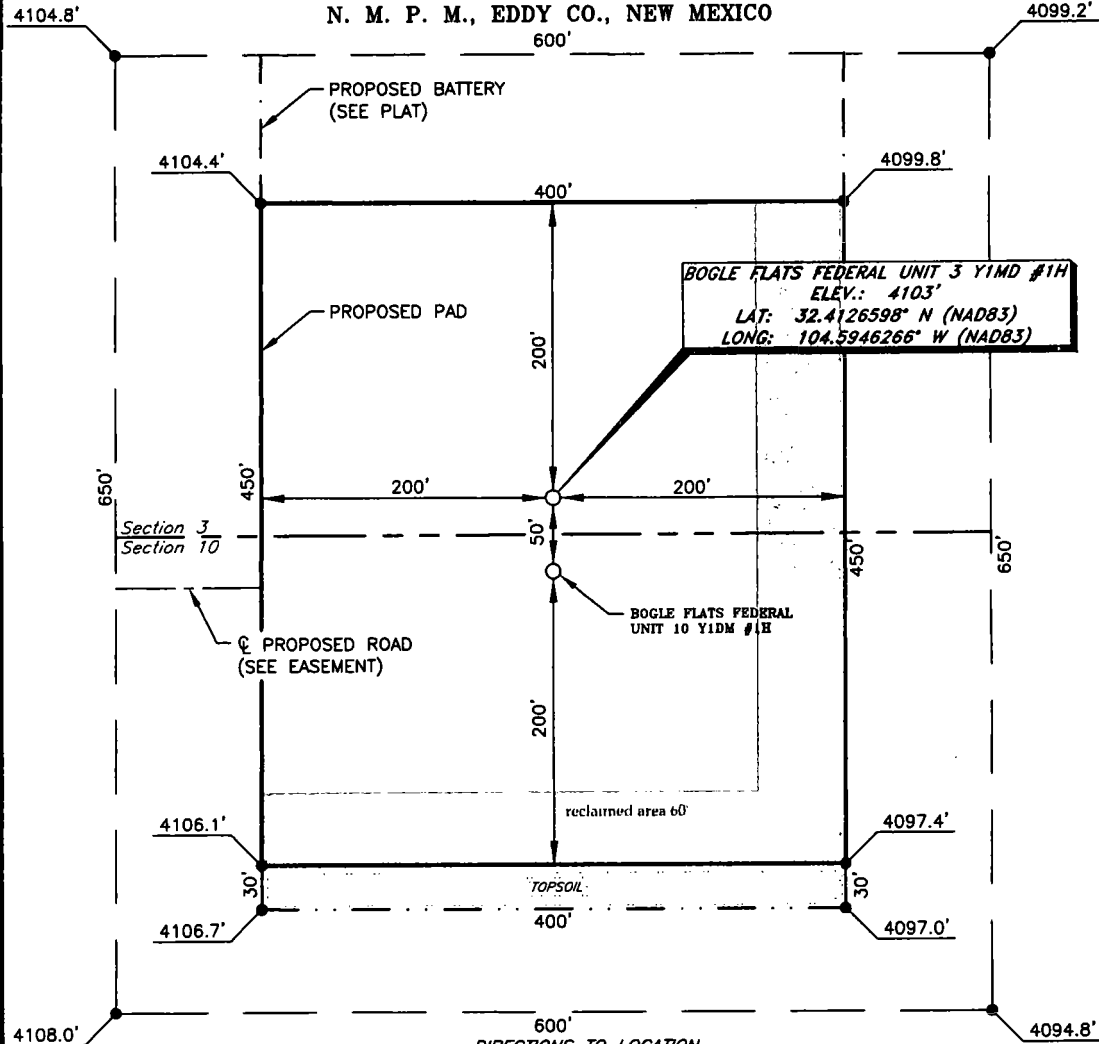 N. M. P. M., EDDY CO., NEW MEXICO
4104.8'
4099.2'
600'
PROPOSED BATTERY
(SEE PLAT)
4104.4'
4099.8'
400'
BOGLE FLATS FEDERAL UNIT 3 Y1MD #1H
ELEV.: 4103'
LAT: 32.4126598° N (NAD83)
LONG: 104.5946266° W (NAD83)
PROPOSED PAD
200'
650'
450'
200'
200'
Section 3
Section 10
50'
450'
650'
BOGLE FLATS FEDERAL
UNIT 10 Y1DM #1H
℄ PROPOSED ROAD
(SEE EASEMENT)
200'
reclaimed area 60'
4106.1'
4097.4'
30'
TOPSOIL
30'
400'
4106.7'
4097.0'
600'
4108.0'
4094.8'
DIRECTIONS TO LOCATION